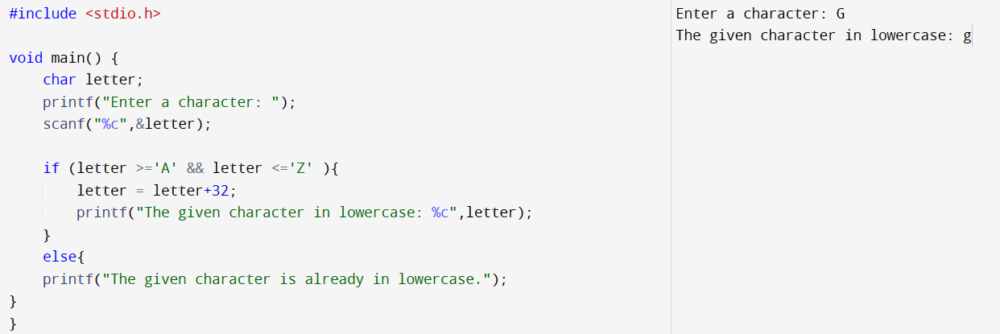 #include <stdio.h>
void main() {
    char letter;
    printf("Enter a character: ");
    scanf("%c",&letter);
    if (letter >='A' && letter <='Z' ){
        letter = letter+32;
        printf("The given character in lowercase: %c",letter);
    }
    else{
    printf("The given character is already in lowercase.");
}
}
Enter a character: G
The given character in lowercase: g